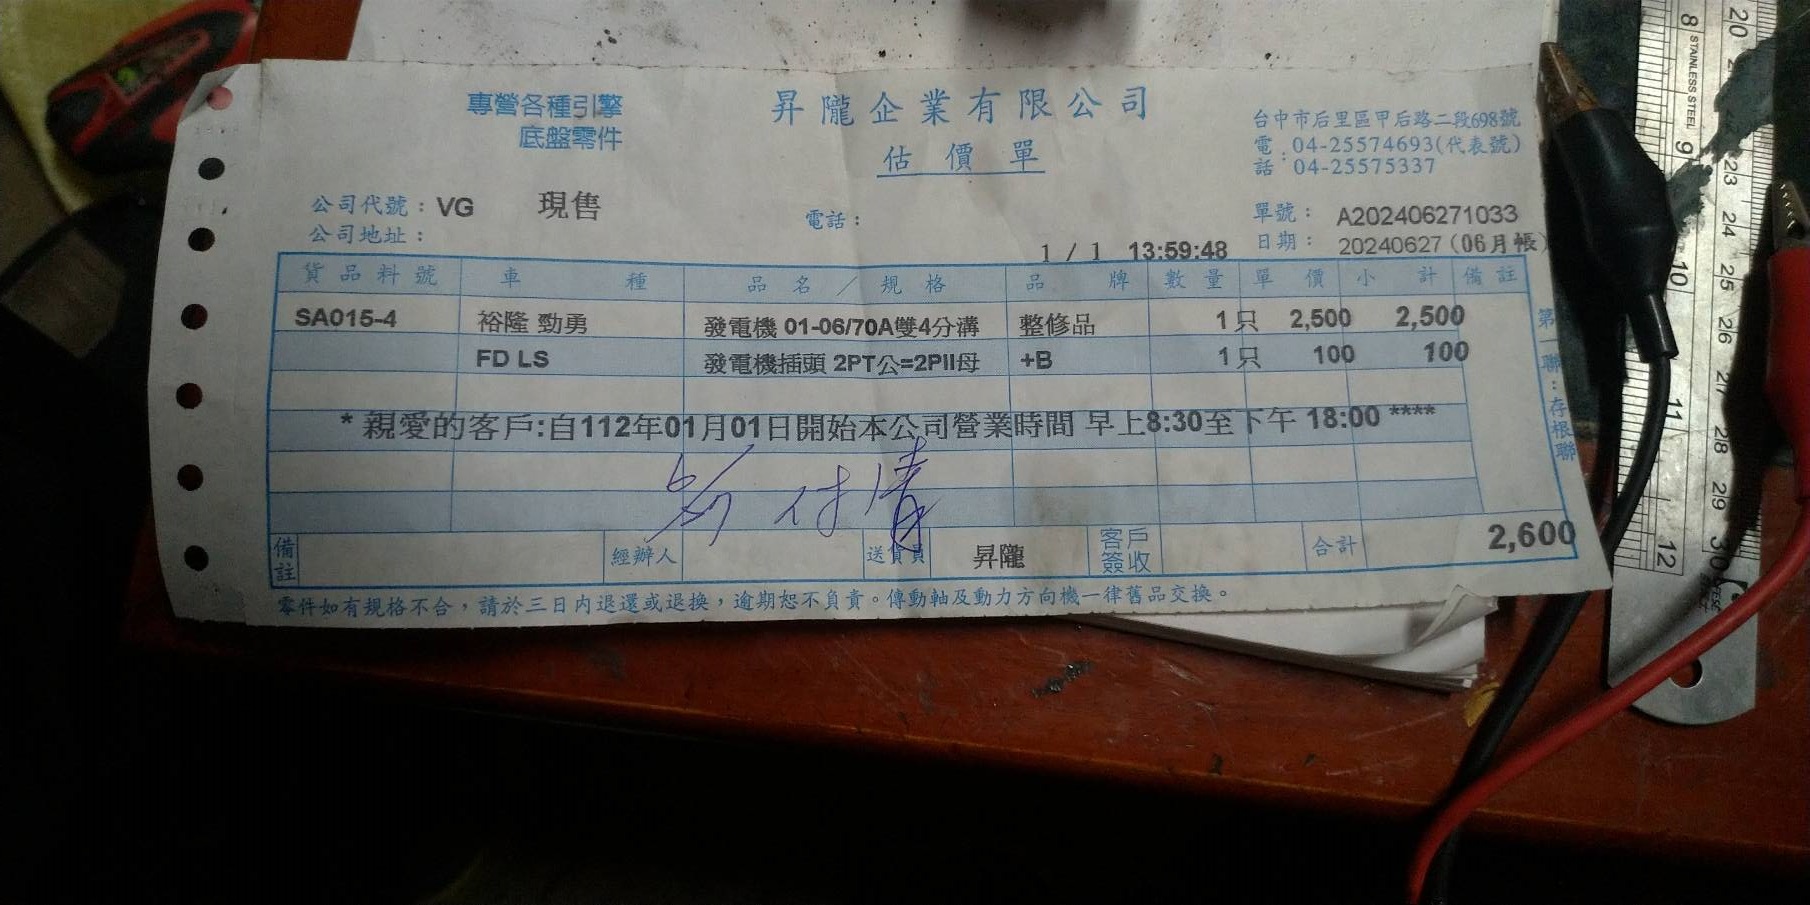 專營各種引擎
底盤零件
昇隴企業有限公司
估價單
台中市后里區甲后路二段698號
電話：04-25574693(代表號)
04-25575337
公司代號：VG 現售
電話：
單號：A202406271033
公司地址：
1 / 1 13:59:48
日期：20240627 (06月帳)
貨品料號 車種 品名／規格 品牌 數量 單價 小計 備註
SA015-4 裕隆 勁勇 發電機 01-06/70A雙4分溝 整修品 1只 2,500 2,500
FD LS 發電機插頭 2PT公=2PII母 +B 1只 100 100
* 親愛的客戶:自112年01月01日開始本公司營業時間 早上8:30至下午 18:00 ****
付清
備註 經辦人 送貨員 昇隴 客戶簽收 合計 2,600
零件如有規格不合，請於三日內退還或退換，逾期恕不負責。傳動軸及動力方向機一律舊品交換。
第一聯：存根聯
STAINLESS STEEL
8 9 10 11 12
20 23 24 25 26 27 28 29 30